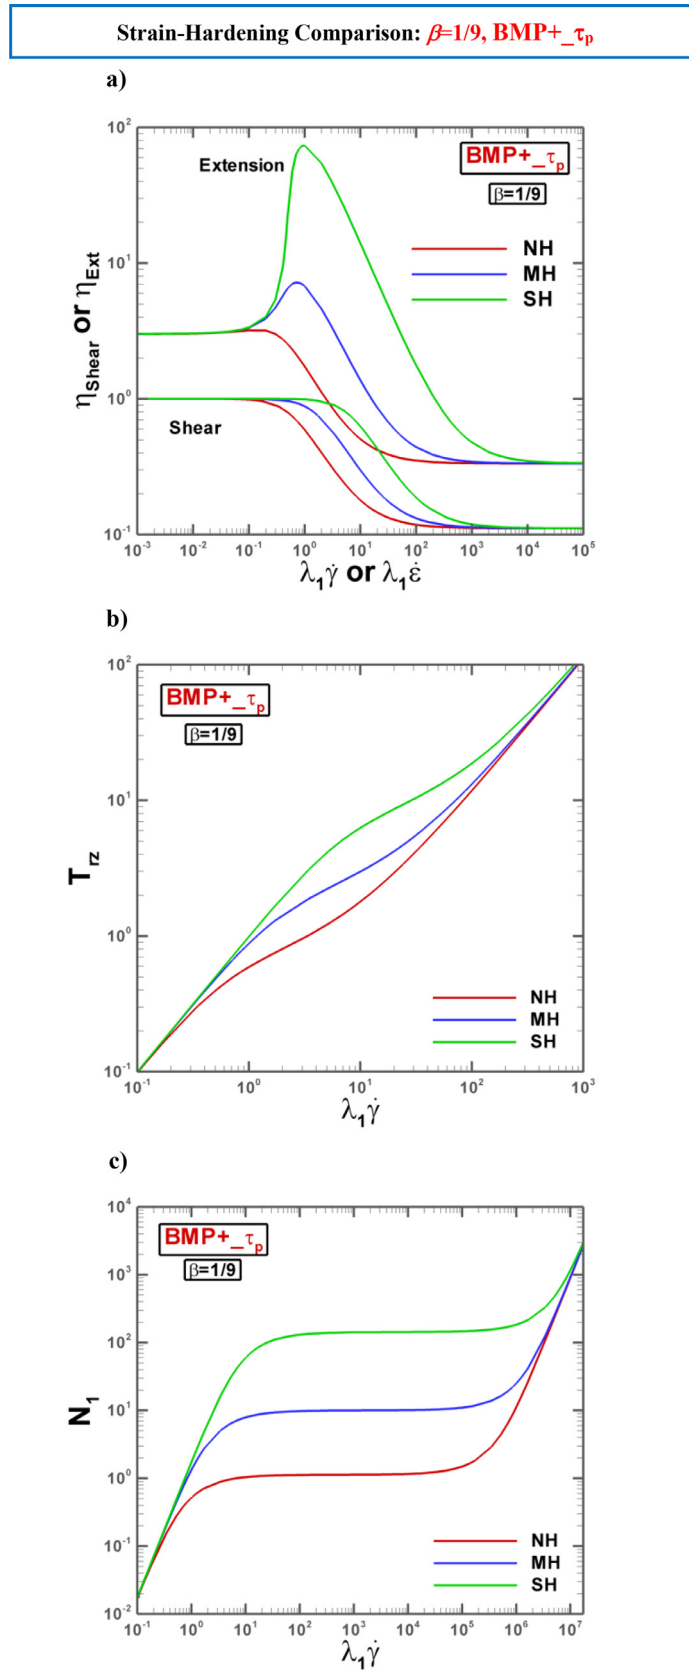 Strain-Hardening Comparison: β=1/9, BMP+_τp
a)
10²
Extension
BMP+_τp
β=1/9
10¹
NH
MH
SH
ηShear or ηExt
10⁰
Shear
10⁻¹
10⁻³ 10⁻² 10⁻¹ 10⁰ 10¹ 10² 10³ 10⁴ 10⁵
λ₁γ̇ or λ₁ε̇
b)
10²
BMP+_τp
β=1/9
10¹
Trz
10⁰
NH
MH
SH
10⁻¹
10⁻¹ 10⁰ 10¹ 10² 10³
λ₁γ̇
c)
10⁴
BMP+_τp
β=1/9
10³
10²
N₁
10¹
10⁰
10⁻¹
NH
MH
SH
10⁻²
10⁻¹ 10⁰ 10¹ 10² 10³ 10⁴ 10⁵ 10⁶ 10⁷
λ₁γ̇